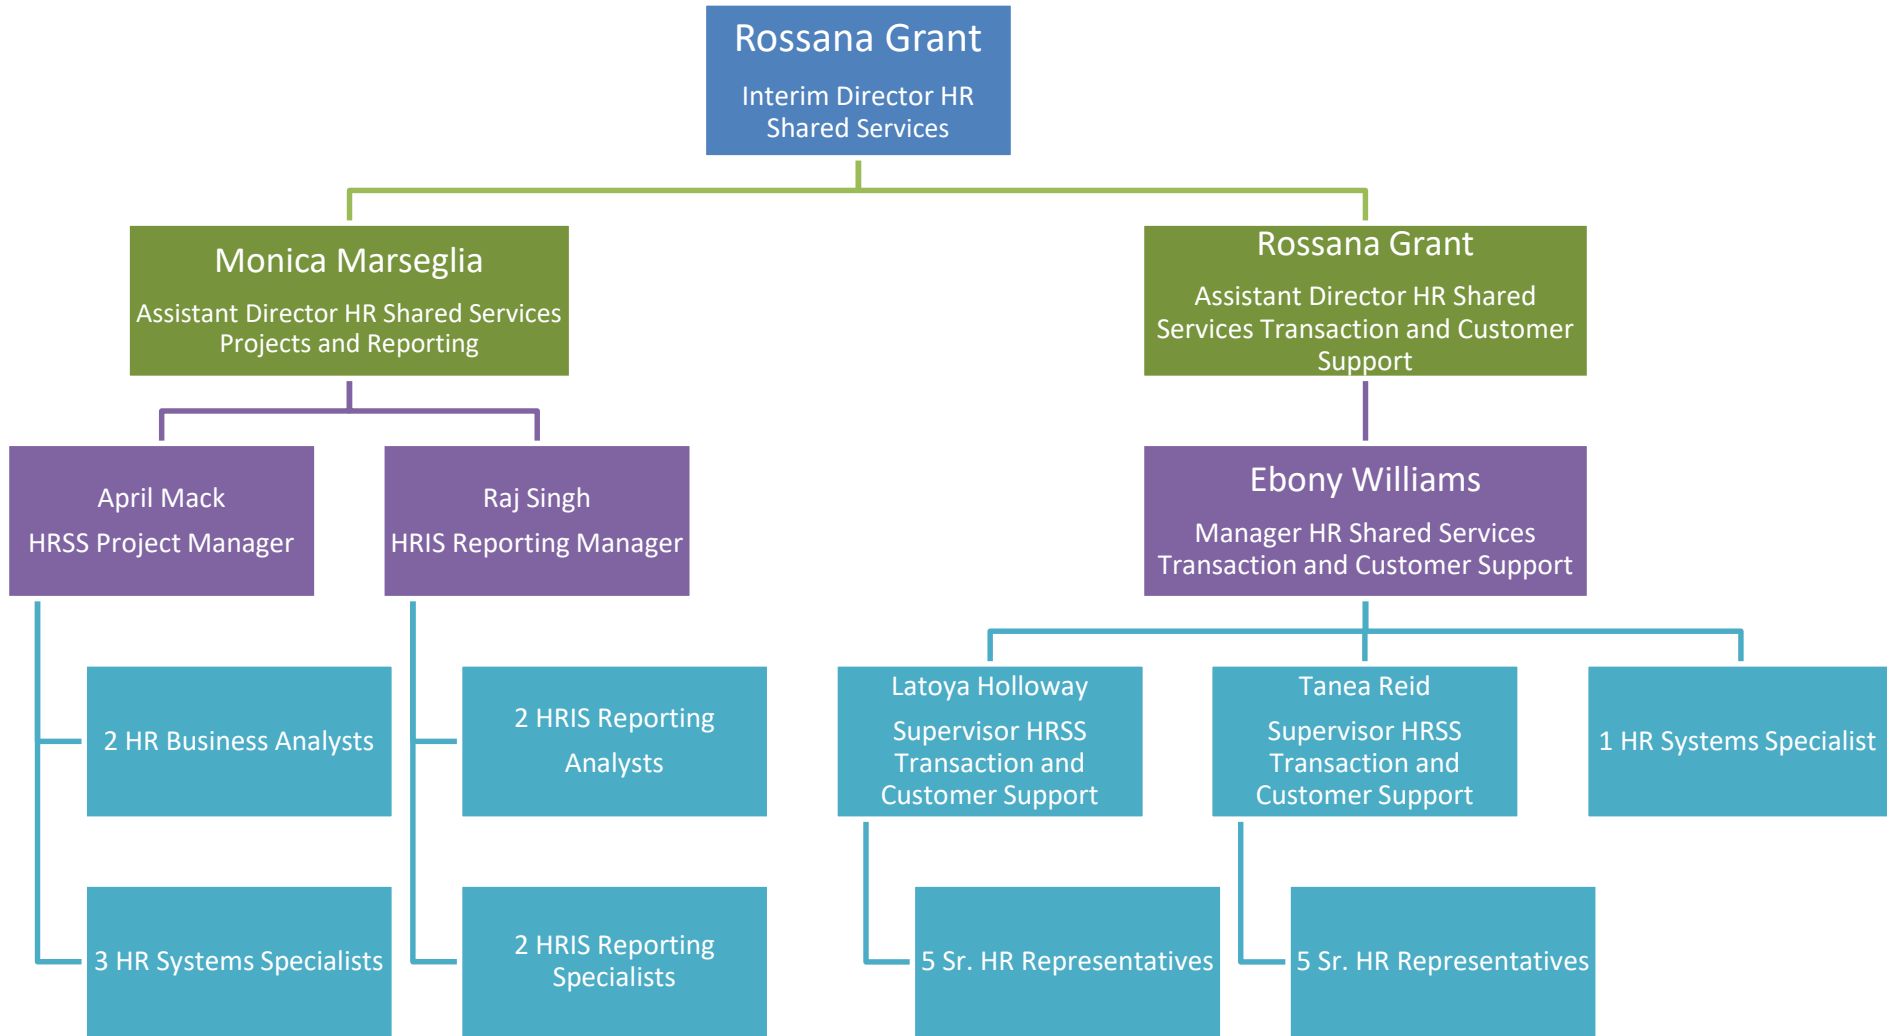 Rossana Grant
Interim Director HR
Shared Services
Monica Marseglia
Assistant Director HR Shared Services
Projects and Reporting
Rossana Grant
Assistant Director HR Shared
Services Transaction and Customer
Support
April Mack
HRSS Project Manager
Raj Singh
HRIS Reporting Manager
Ebony Williams
Manager HR Shared Services
Transaction and Customer Support
2 HR Business Analysts
2 HRIS Reporting
Analysts
Latoya Holloway
Supervisor HRSS
Transaction and
Customer Support
Tanea Reid
Supervisor HRSS
Transaction and
Customer Support
1 HR Systems Specialist
3 HR Systems Specialists
2 HRIS Reporting
Specialists
5 Sr. HR Representatives
5 Sr. HR Representatives